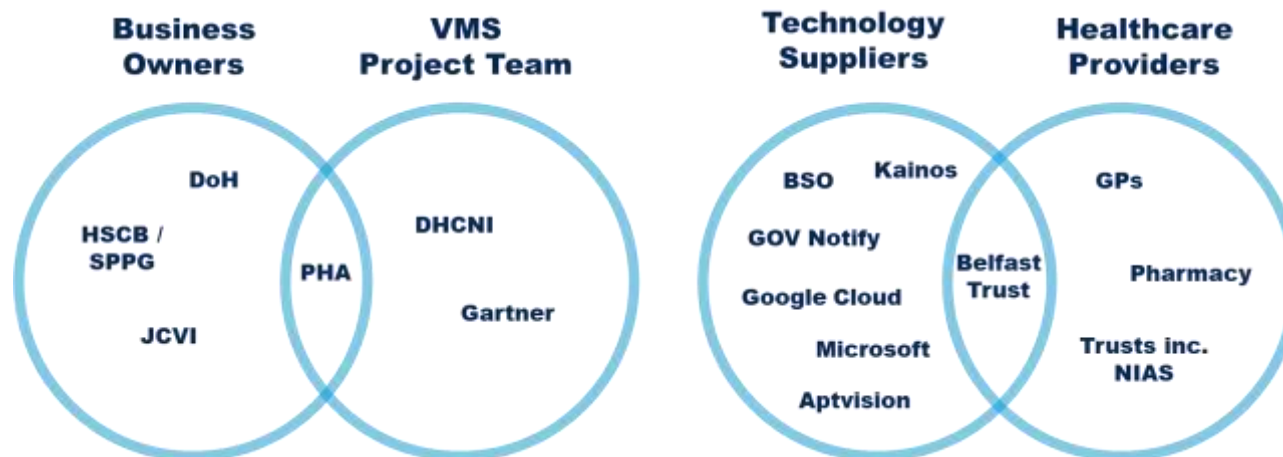 Business
Owners
VMS
Project Team
Technology
Suppliers
Healthcare
Providers
DoH
HSCB /
SPPG
JCVI
PHA
DHCNI
Gartner
BSO
Kainos
GOV Notify
Google Cloud
Microsoft
Aptvision
Belfast
Trust
GPs
Pharmacy
Trusts inc.
NIAS